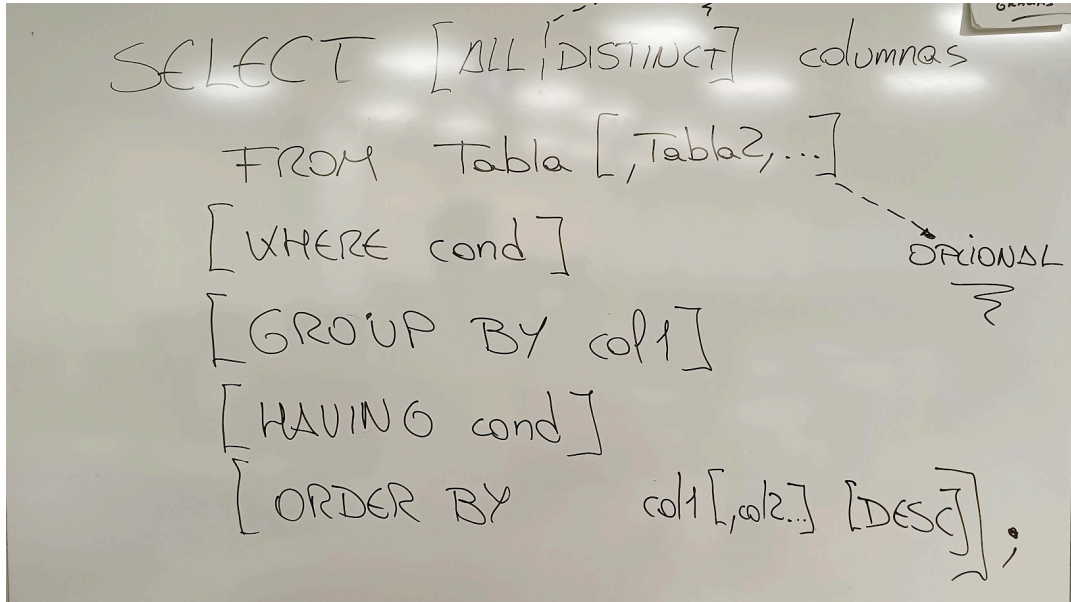 SELECT [ALL | DISTINCT] columnas
FROM Tabla [, Tabla2, ...]
[WHERE cond]
OPCIONAL
[GROUP BY col1]
[HAVING cond]
[ORDER BY col1 [, col2..] [DESC]];